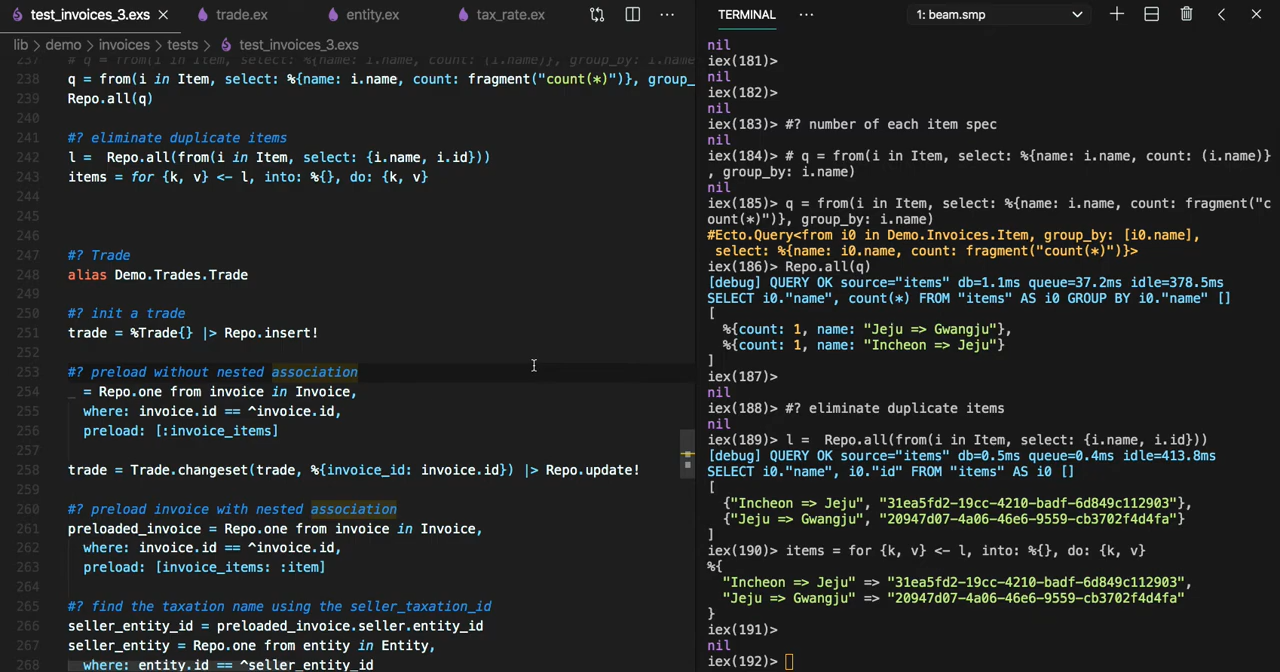 test_invoices_3.exs
trade.ex
entity.ex
tax_rate.ex
lib > demo > invoices > tests > test_invoices_3.exs
237 # q = from(i in Item, select: %{name: i.name, count: (i.name)}, group_by: i.name
238 q = from(i in Item, select: %{name: i.name, count: fragment("count(*)")}, group_
239 Repo.all(q)
240
241 #? eliminate duplicate items
242 l =  Repo.all(from(i in Item, select: {i.name, i.id}))
243 items = for {k, v} <- l, into: %{}, do: {k, v}
244
245
246
247 #? Trade
248 alias Demo.Trades.Trade
249
250 #? init a trade
251 trade = %Trade{} |> Repo.insert!
252
253 #? preload without nested association
254 _ = Repo.one from invoice in Invoice,
255   where: invoice.id == ^invoice.id,
256   preload: [:invoice_items]
257
258 trade = Trade.changeset(trade, %{invoice_id: invoice.id}) |> Repo.update!
259
260 #? preload invoice with nested association
261 preloaded_invoice = Repo.one from invoice in Invoice,
262   where: invoice.id == ^invoice.id,
263   preload: [invoice_items: :item]
264
265 #? find the taxation name using the seller_taxation_id
266 seller_entity_id = preloaded_invoice.seller.entity_id
267 seller_entity = Repo.one from entity in Entity,
268   where: entity.id == ^seller_entity_id
TERMINAL
1: beam.smp
nil
iex(181)>
nil
iex(182)>
nil
iex(183)> #? number of each item spec
nil
iex(184)> # q = from(i in Item, select: %{name: i.name, count: (i.name)}
, group_by: i.name)
nil
iex(185)> q = from(i in Item, select: %{name: i.name, count: fragment("c
ount(*)")}, group_by: i.name)
#Ecto.Query<from i0 in Demo.Invoices.Item, group_by: [i0.name],
 select: %{name: i0.name, count: fragment("count(*)")}>
iex(186)> Repo.all(q)
[debug] QUERY OK source="items" db=1.1ms queue=37.2ms idle=378.5ms
SELECT i0."name", count(*) FROM "items" AS i0 GROUP BY i0."name" []
[
  %{count: 1, name: "Jeju => Gwangju"},
  %{count: 1, name: "Incheon => Jeju"}
]
iex(187)>
nil
iex(188)> #? eliminate duplicate items
nil
iex(189)> l =  Repo.all(from(i in Item, select: {i.name, i.id}))
[debug] QUERY OK source="items" db=0.5ms queue=0.4ms idle=413.8ms
SELECT i0."name", i0."id" FROM "items" AS i0 []
[
  {"Incheon => Jeju", "31ea5fd2-19cc-4210-badf-6d849c112903"},
  {"Jeju => Gwangju", "20947d07-4a06-46e6-9559-cb3702f4d4fa"}
]
iex(190)> items = for {k, v} <- l, into: %{}, do: {k, v}
%{
  "Incheon => Jeju" => "31ea5fd2-19cc-4210-badf-6d849c112903",
  "Jeju => Gwangju" => "20947d07-4a06-46e6-9559-cb3702f4d4fa"
}
iex(191)>
nil
iex(192)>